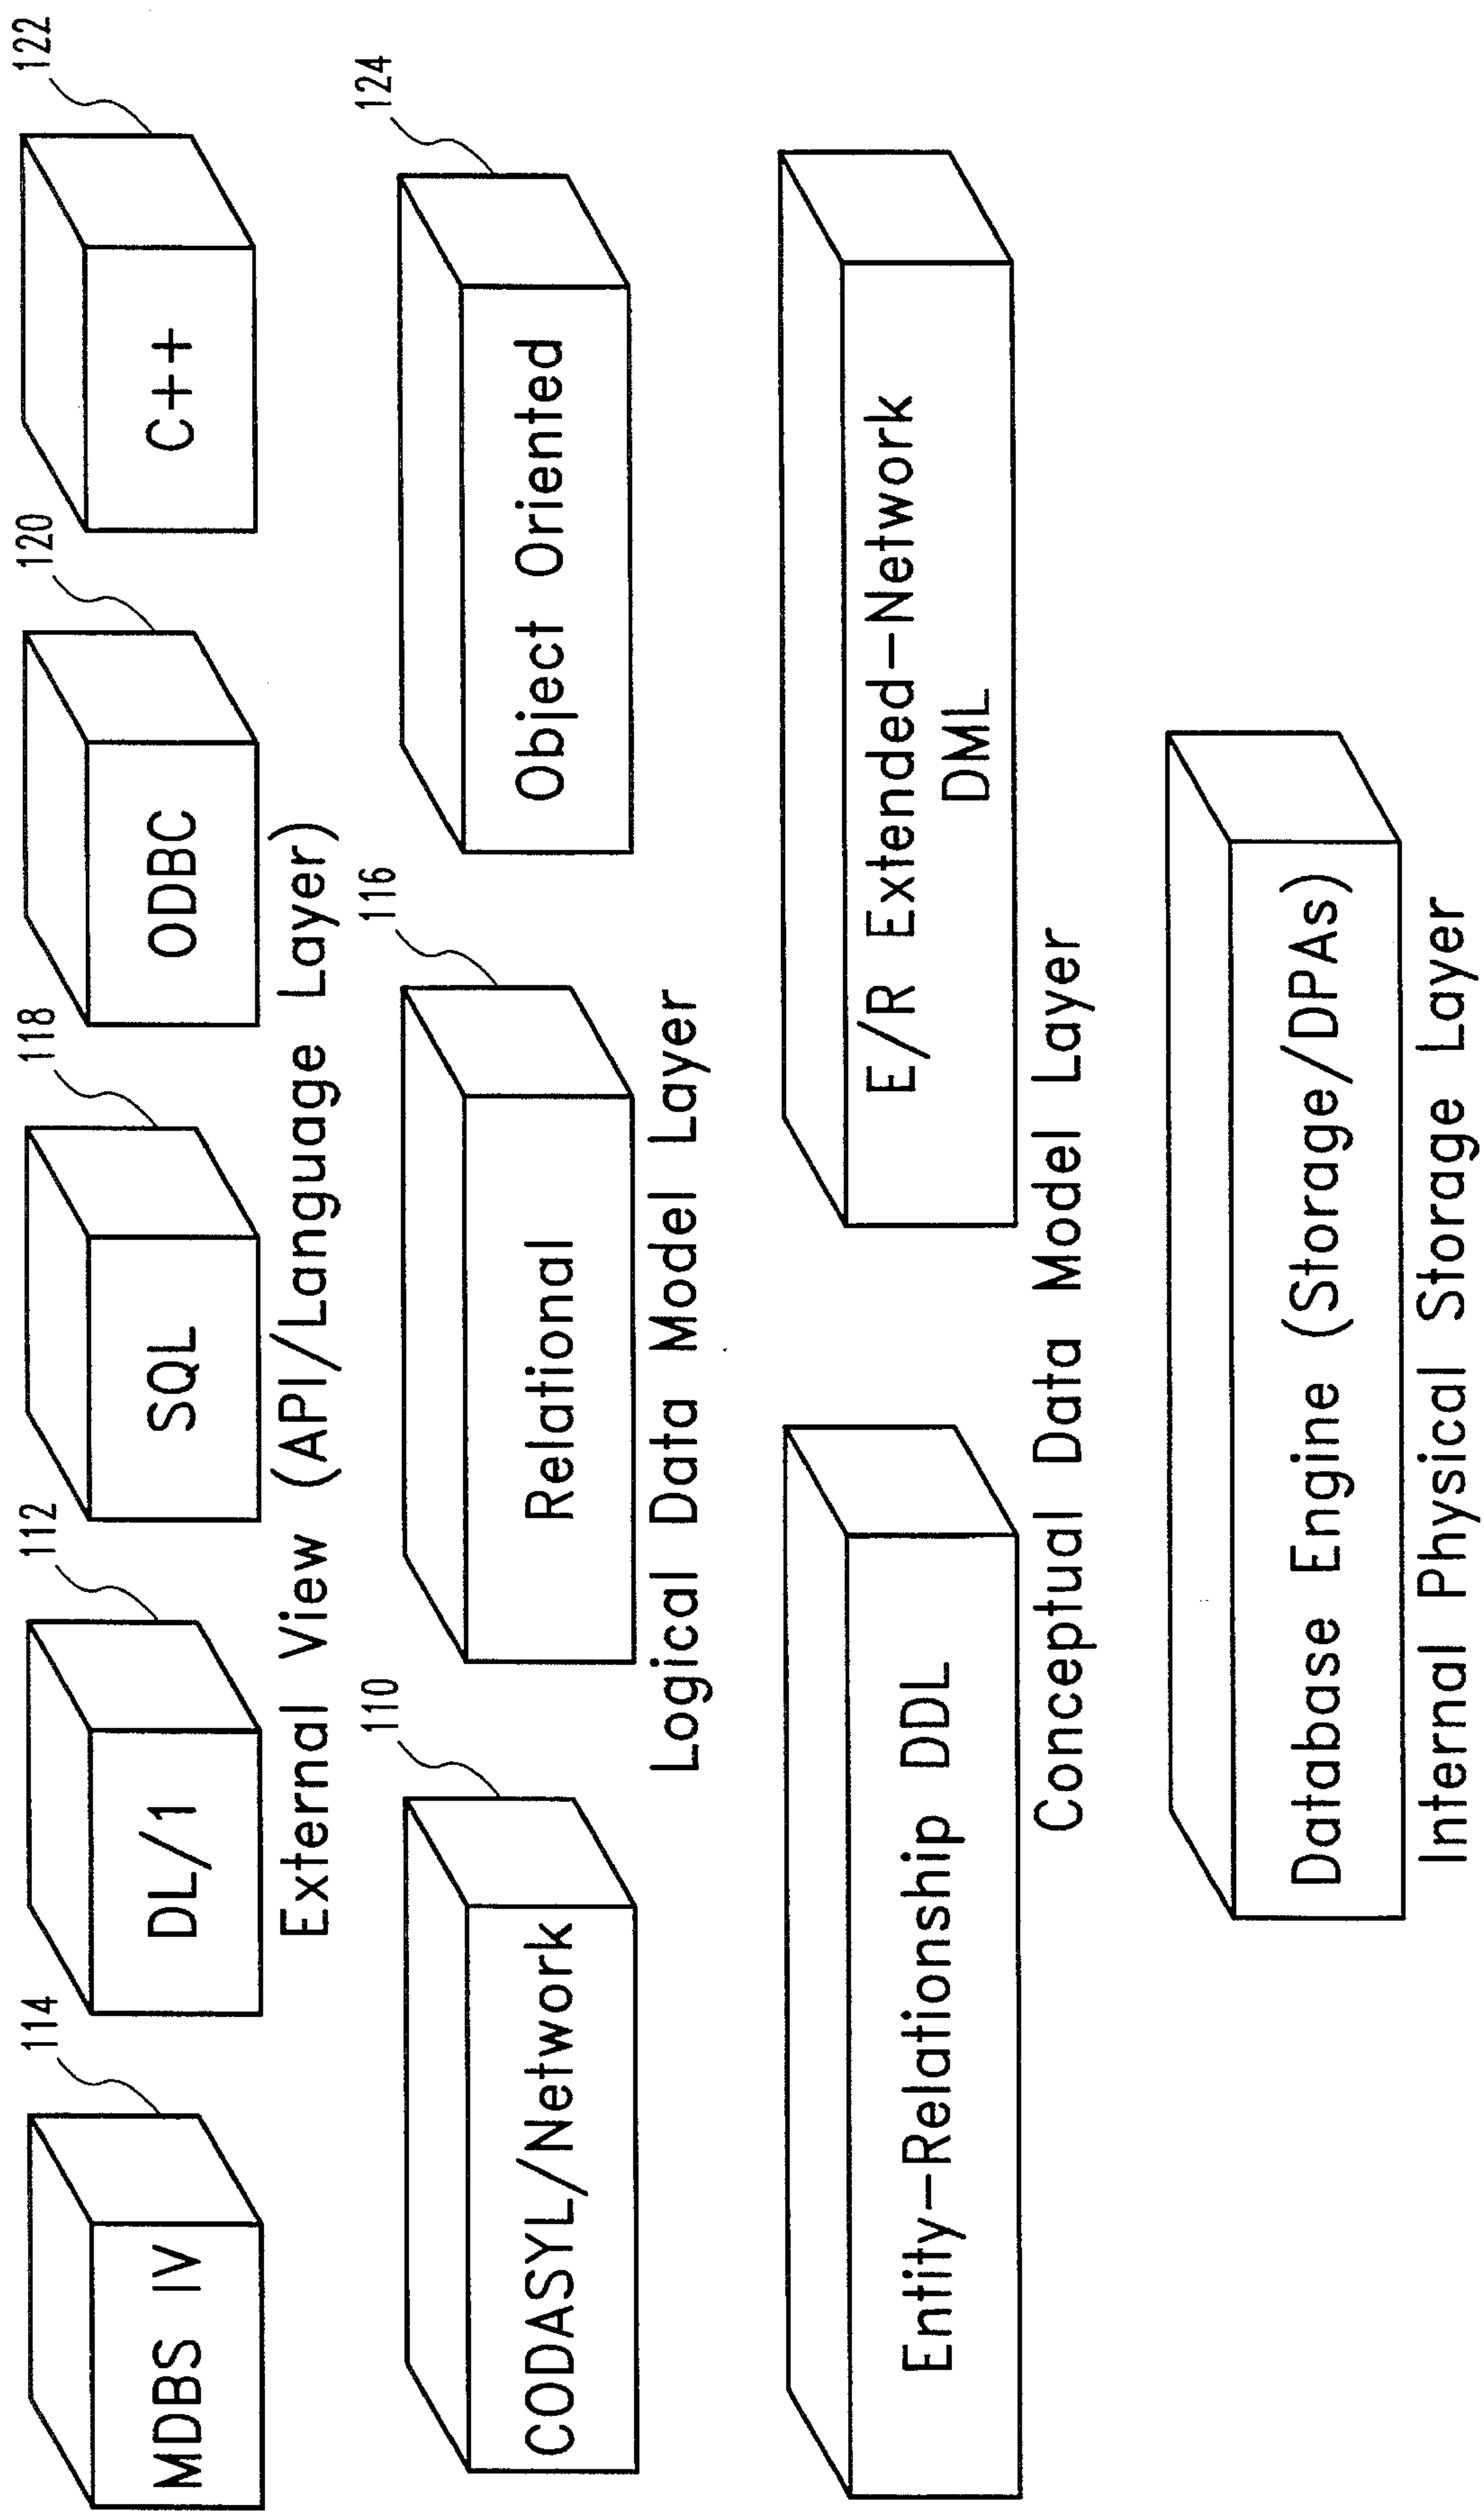 114
112
118
120
122
MDBS IV
DL/1
SQL
ODBC
C++
External View (API/Language Layer)
110
116
124
CODASYL/Network
Relational
Object Oriented
Logical Data Model Layer
Entity-Relationship DDL
E/R Extended-Network
DML
Conceptual Data Model Layer
Database Engine (Storage/DPAs)
Internal Physical Storage Layer